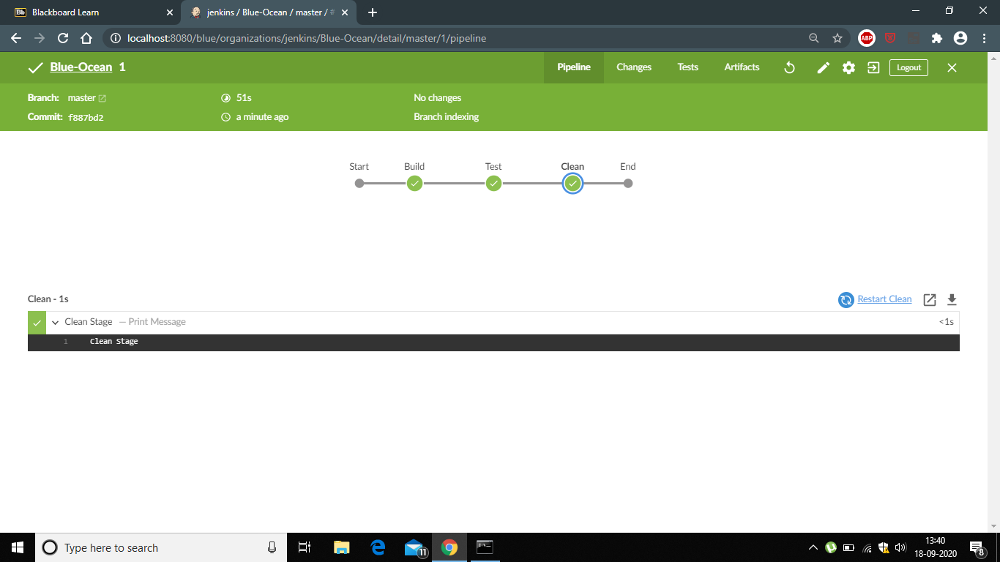 Bb Blackboard Learn
jenkins / Blue-Ocean / master / #
localhost:8080/blue/organizations/jenkins/Blue-Ocean/detail/master/1/pipeline
ABP
Blue-Ocean 1
Pipeline Changes Tests Artifacts Logout
Branch: master 51s No changes
Commit: f887bd2 a minute ago Branch indexing
Start Build Test Clean End
Clean - 1s Restart Clean
Clean Stage — Print Message <1s
1 Clean Stage
Type here to search
11
13:40
18-09-2020
8